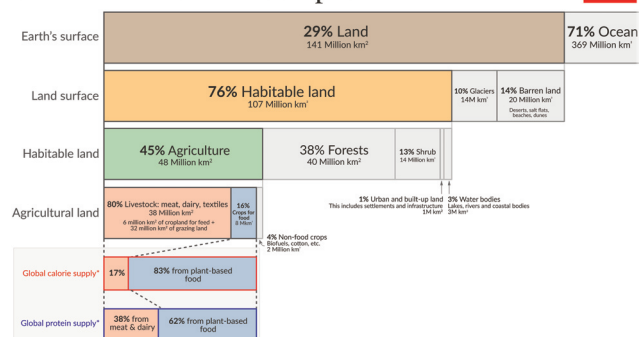 Earth's surface
29% Land
141 Million km²
71% Ocean
369 Million km²
Land surface
76% Habitable land
107 Million km²
10% Glaciers
14M km²
14% Barren land
20 Million km²
Deserts, salt flats,
beaches, dunes
Habitable land
45% Agriculture
48 Million km²
38% Forests
40 Million km²
13% Shrub
14 Million km²
1% Urban and built-up land
This includes settlements and infrastructure
1M km²
3% Water bodies
Lakes, rivers and coastal bodies
3M km²
Agricultural land
80% Livestock: meat, dairy, textiles
38 Million km²
6 million km² of cropland for feed +
32 million km² of grazing land
16%
Crops for
food
8 Mkm²
4% Non-food crops
Biofuels, cotton, etc.
2 Million km²
Global calorie supply*
17%
83% from plant-based
food
Global protein supply*
38% from
meat & dairy
62% from plant-based
food